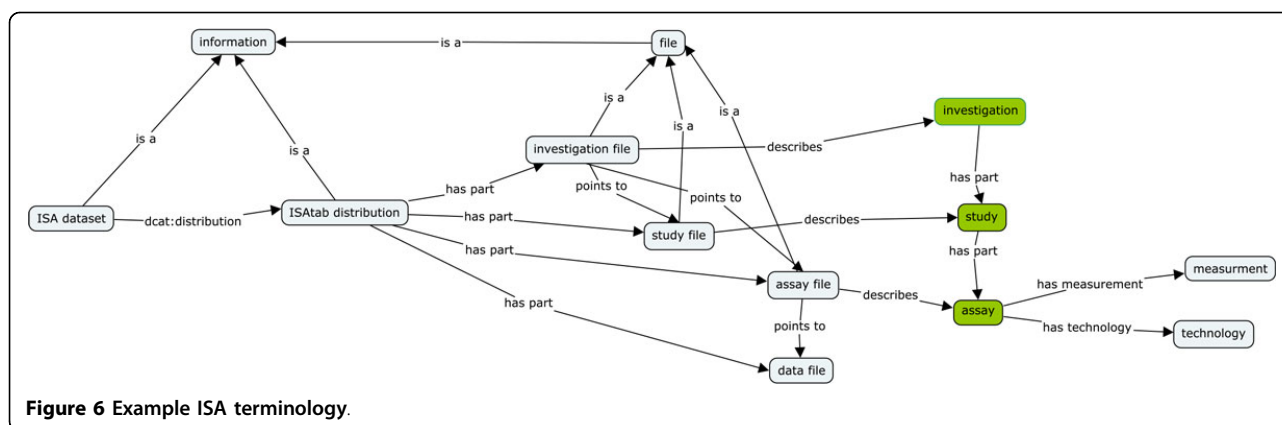 information
is a
file
is a
is a
is a
is a
is a
investigation
investigation file
describes
has part
has part
points to
points to
ISA dataset
dcat:distribution
ISAtab distribution
has part
study file
describes
study
has part
has part
assay file
describes
has measurement
measurment
has part
assay
points to
has technology
technology
data file
Figure 6 Example ISA terminology.